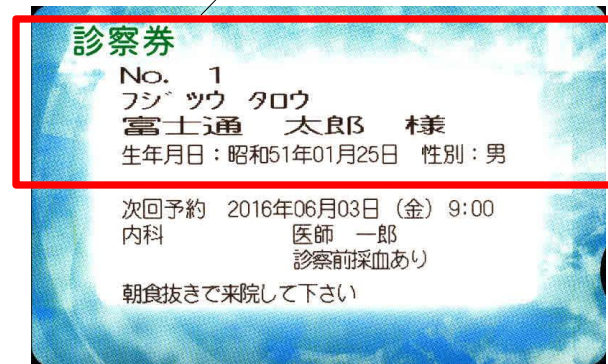 診察券
No. 1
フジツウ タロウ
富士通 太郎 様
生年月日：昭和51年01月25日 性別：男
次回予約 2016年06月03日（金）9:00
内科 医師 一郎
診察前採血あり
朝食抜きで来院して下さい